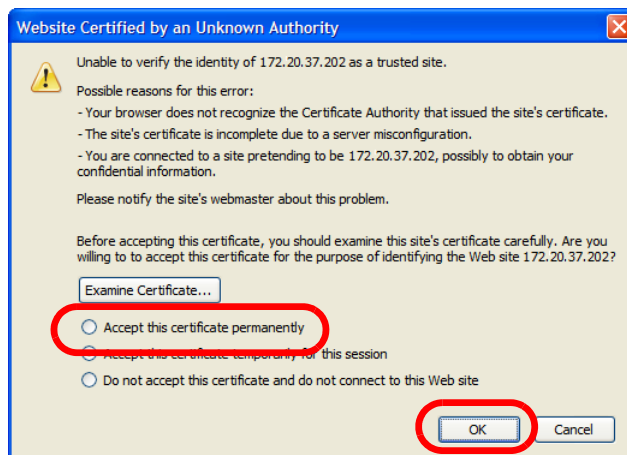 Website Certified by an Unknown Authority
Unable to verify the identity of 172.20.37.202 as a trusted site.
Possible reasons for this error:
- Your browser does not recognize the Certificate Authority that issued the site's certificate.
- The site's certificate is incomplete due to a server misconfiguration.
- You are connected to a site pretending to be 172.20.37.202, possibly to obtain your
confidential information.
Please notify the site's webmaster about this problem.
Before accepting this certificate, you should examine this site's certificate carefully. Are you
willing to to accept this certificate for the purpose of identifying the Web site 172.20.37.202?
Examine Certificate...
Accept this certificate permanently
Accept this certificate temporarily for this session
Do not accept this certificate and do not connect to this Web site
OK Cancel